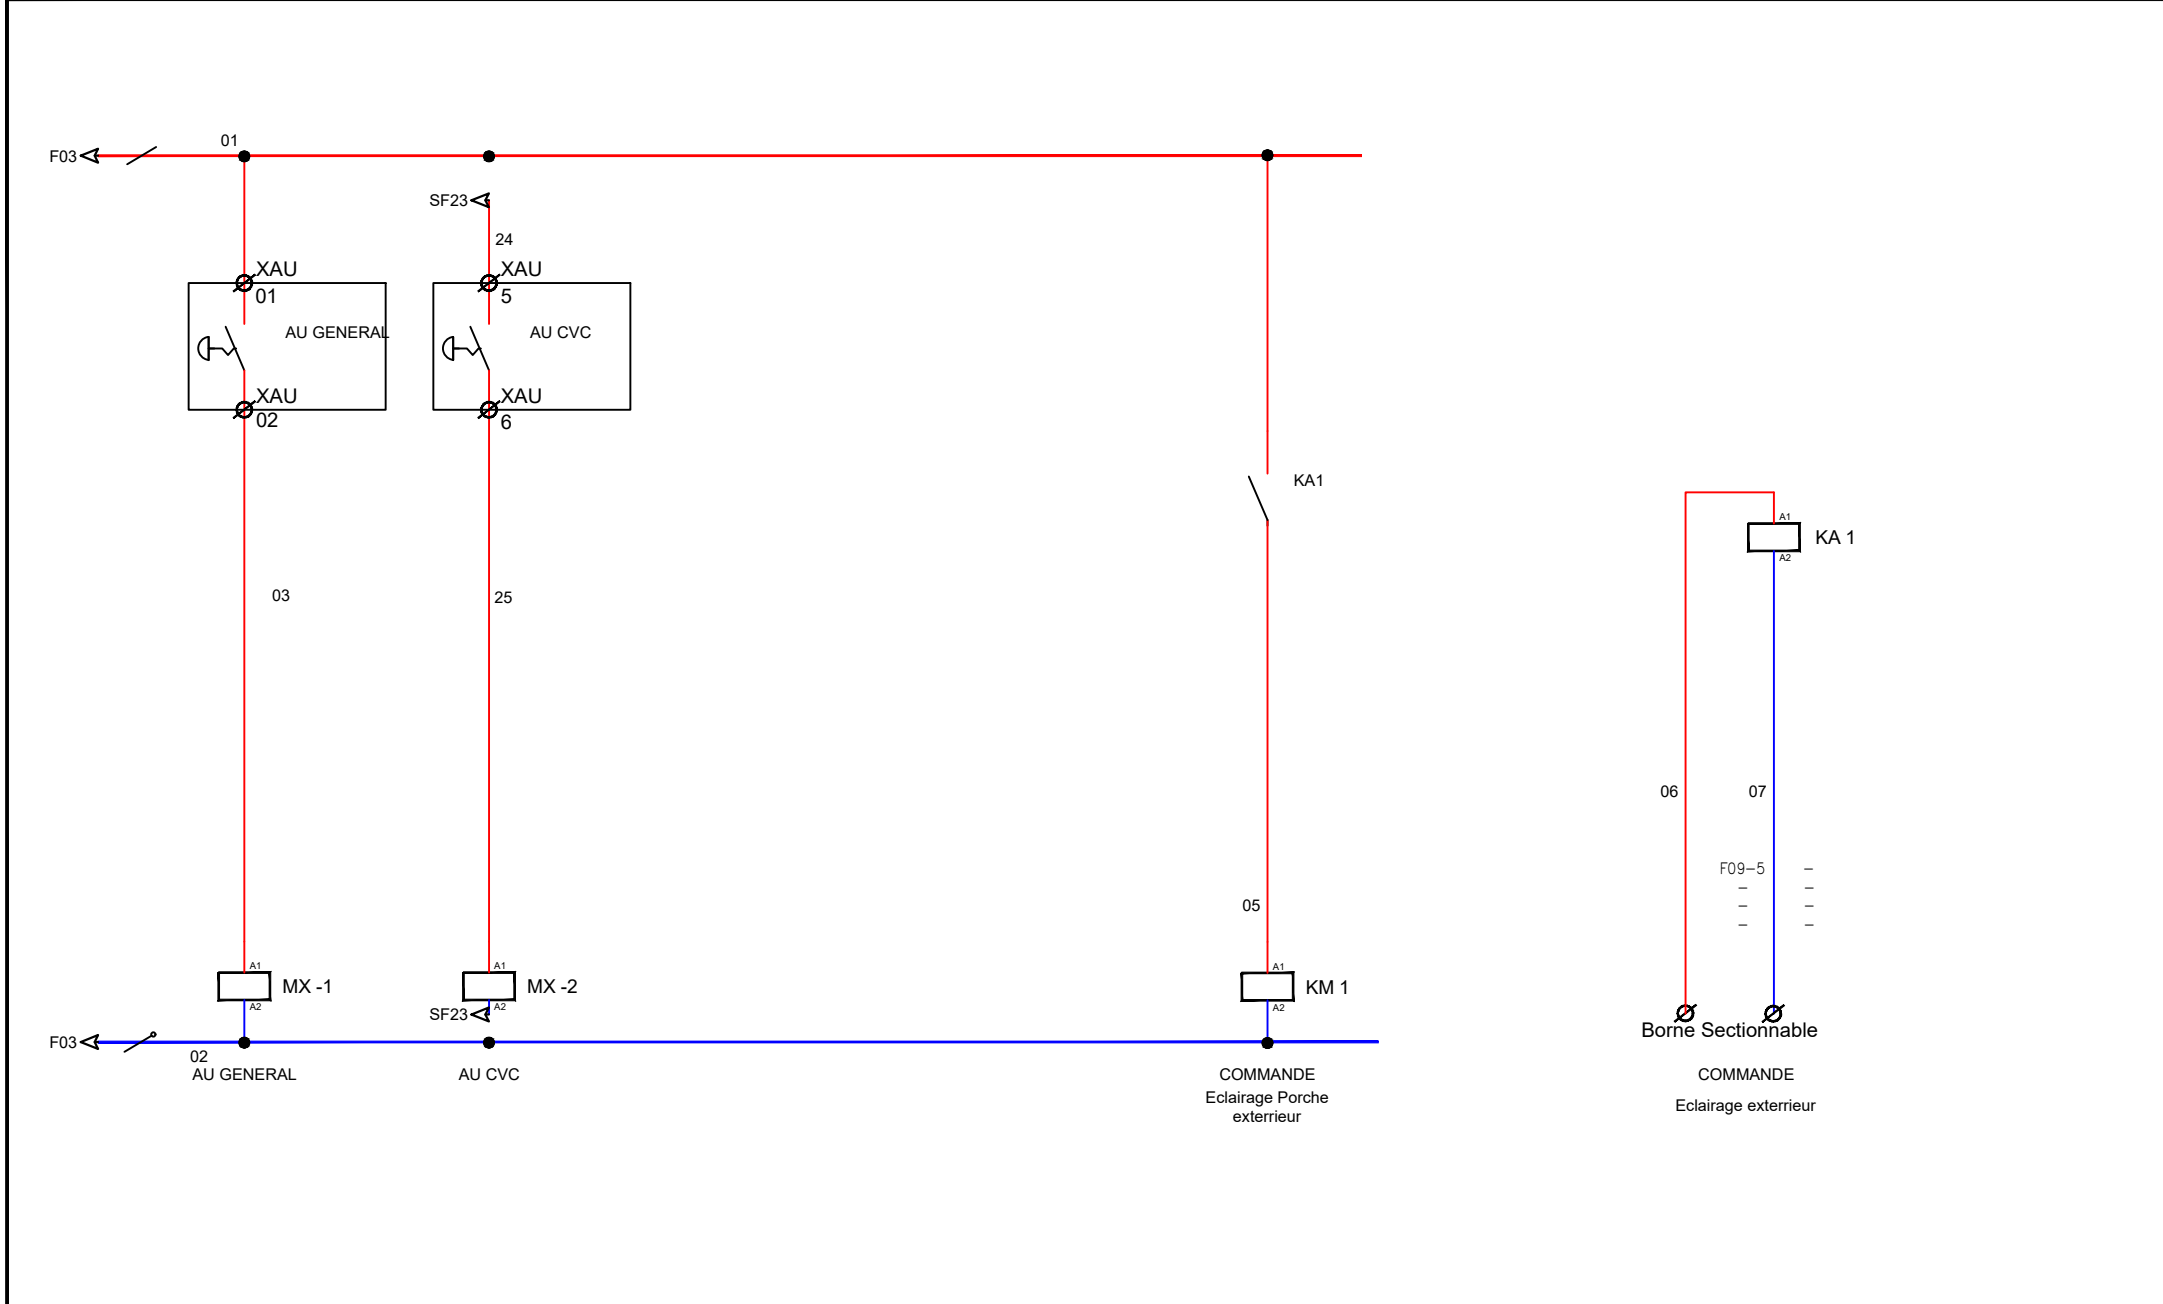 01
F03
SF23
24
XAU
01
AU GENERAL
XAU
02
XAU
5
AU CVC
XAU
6
KA1
A1
KA 1
A2
03
25
06
07
F09-5
05
A1
MX -1
A2
A1
MX -2
A2
SF23
A1
KM 1
A2
Borne Sectionnable
F03
02
AU GENERAL
AU CVC
COMMANDE
Eclairage Porche
exterrieur
COMMANDE
Eclairage exterrieur